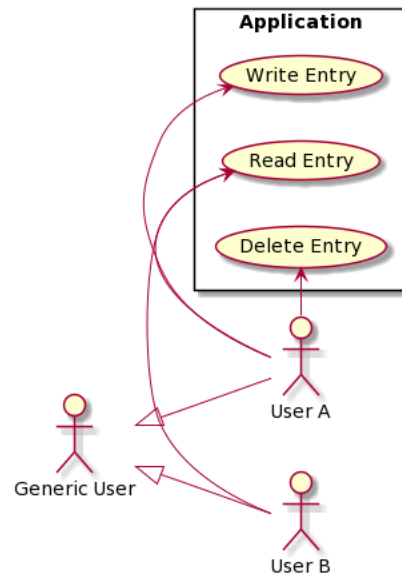 Application
Write Entry
Read Entry
Delete Entry
User A
Generic User
User B